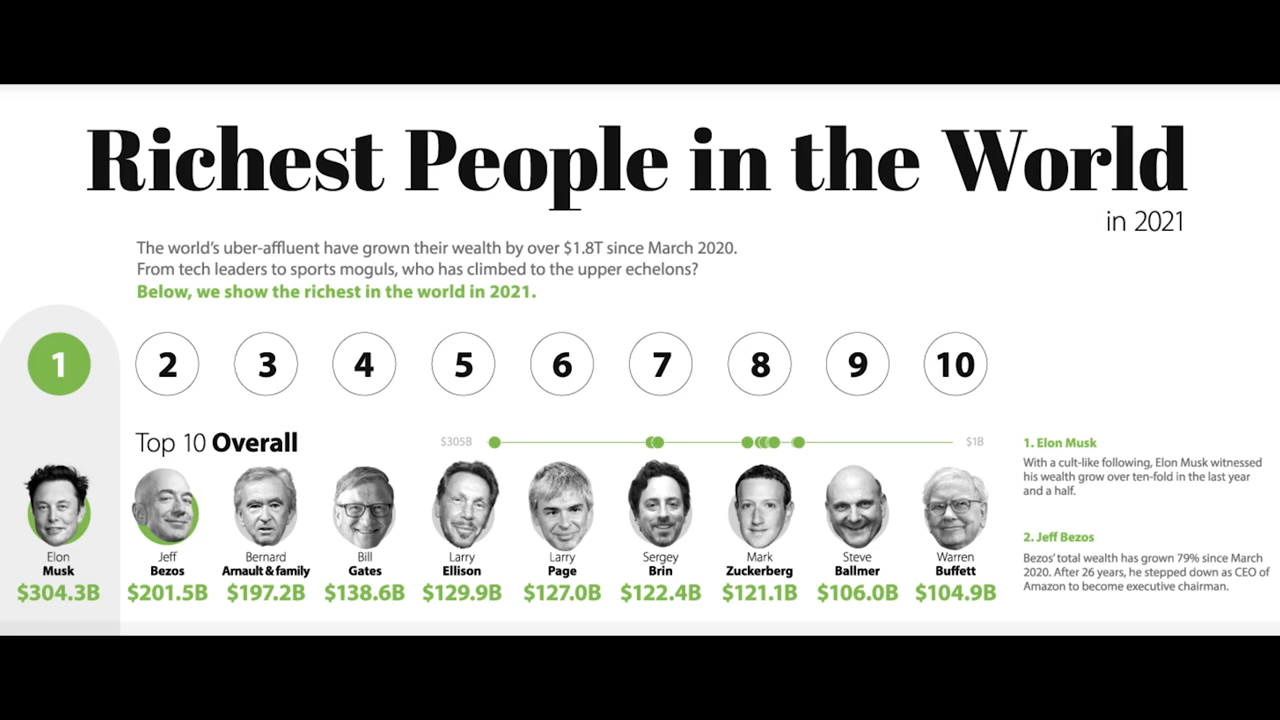 Richest People in the World
in 2021
The world's uber-affluent have grown their wealth by over $1.8T since March 2020.
From tech leaders to sports moguls, who has climbed to the upper echelons?
Below, we show the richest in the world in 2021.
1 2 3 4 5 6 7 8 9 10
Top 10 Overall
$305B $1B
Elon
Musk
$304.3B
Jeff
Bezos
$201.5B
Bernard
Arnault & family
$197.2B
Bill
Gates
$138.6B
Larry
Ellison
$129.9B
Larry
Page
$127.0B
Sergey
Brin
$122.4B
Mark
Zuckerberg
$121.1B
Steve
Ballmer
$106.0B
Warren
Buffett
$104.9B
1. Elon Musk
With a cult-like following, Elon Musk witnessed
his wealth grow over ten-fold in the last year
and a half.
2. Jeff Bezos
Bezos' total wealth has grown 79% since March
2020. After 26 years, he stepped down as CEO of
Amazon to become executive chairman.